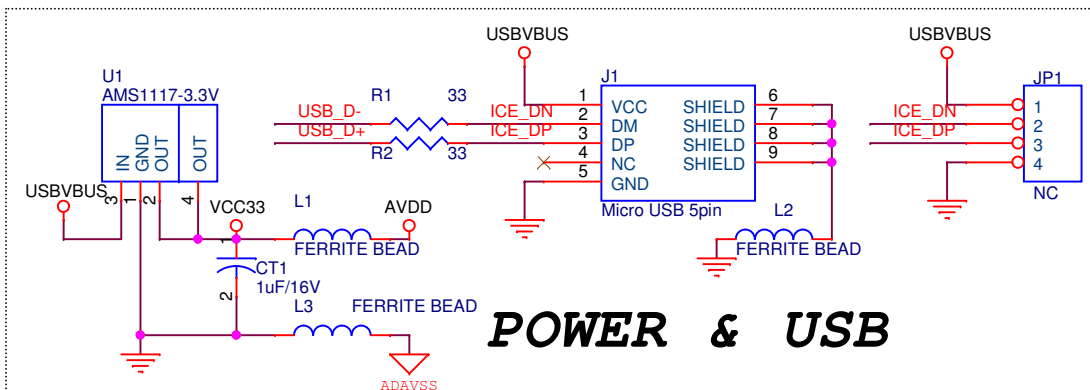 USBVBUS
USBVBUS
U1
AMS1117-3.3V
J1
JP1
R1
33
USB_D-
ICE_DN
USB_D+
ICE_DP
R2
33
1
2
3
4
5
VCC
DM
DP
NC
GND
SHIELD
SHIELD
SHIELD
SHIELD
6
7
8
9
Micro USB 5pin
ICE_DN
ICE_DP
1
2
3
4
NC
IN
GND
OUT
OUT
3
1
2
4
USBVBUS
VCC33
L1
AVDD
FERRITE BEAD
L2
FERRITE BEAD
1
CT1
1uF/16V
2
L3
FERRITE BEAD
POWER & USB
ADAVSS